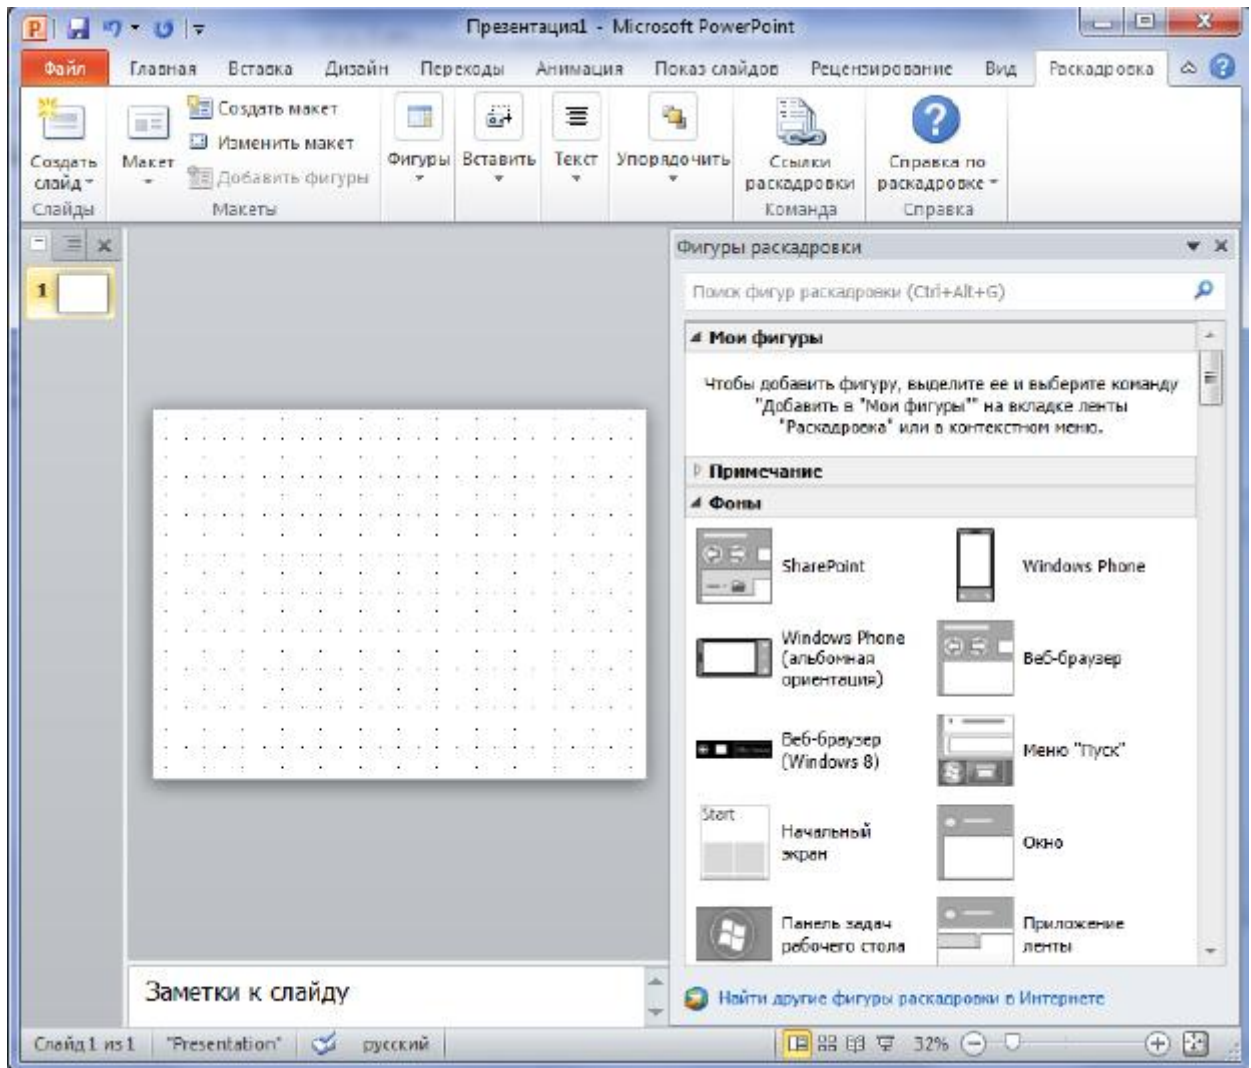 Презентация1 - Microsoft PowerPoint
Файл Главная Вставка Дизайн Переходы Анимация Показ слайдов Рецензирование Вид Раскадровка
Создать слайд
Макет
Создать макет
Изменить макет
Добавить фигуры
Фигуры Вставить Текст Упорядочить
Ссылки раскадровки
Справка по раскадровке
Слайды Макеты Команда Справка
1
Фигуры раскадровки
Поиск фигур раскадровки (Ctrl+Alt+G)
Мои фигуры
Чтобы добавить фигуру, выделите ее и выберите команду
"Добавить в "Мои фигуры"" на вкладке ленты
"Раскадровка" или в контекстном меню.
Примечание
Фоны
SharePoint
Windows Phone
Windows Phone
(альбомная
ориентация)
Веб-браузер
Веб-браузер
(Windows 8)
Меню "Пуск"
Start
Начальный
экран
Окно
Панель задач
рабочего стола
Приложение
ленты
Найти другие фигуры раскадровки в Интернете
Заметки к слайду
Слайд 1 из 1 "Presentation" русский 32%